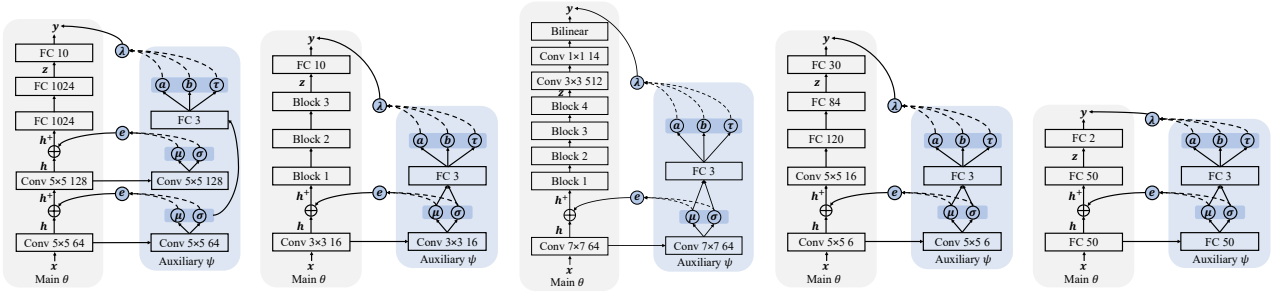 y
FC 10
z
FC 1024
FC 1024
h⁺
h
Conv 5×5 128
h⁺
h
Conv 5×5 64
x
Main θ
λ
a b τ
FC 3
e
μ σ
Conv 5×5 128
e
μ σ
Conv 5×5 64
Auxiliary ψ
y
FC 10
z
Block 3
Block 2
Block 1
h⁺
h
Conv 3×3 16
x
Main θ
λ
a b τ
FC 3
e
μ σ
Conv 3×3 16
Auxiliary ψ
y
Bilinear
Conv 1×1 14
Conv 3×3 512
z
Block 4
Block 3
Block 2
Block 1
h⁺
h
Conv 7×7 64
x
Main θ
λ
a b τ
FC 3
e
μ σ
Conv 7×7 64
Auxiliary ψ
y
FC 30
z
FC 84
FC 120
Conv 5×5 16
h⁺
h
Conv 5×5 6
x
Main θ
λ
a b τ
FC 3
e
μ σ
Conv 5×5 6
Auxiliary ψ
y
FC 2
z
FC 50
h⁺
h
FC 50
x
Main θ
λ
a b τ
FC 3
e
μ σ
FC 50
Auxiliary ψ